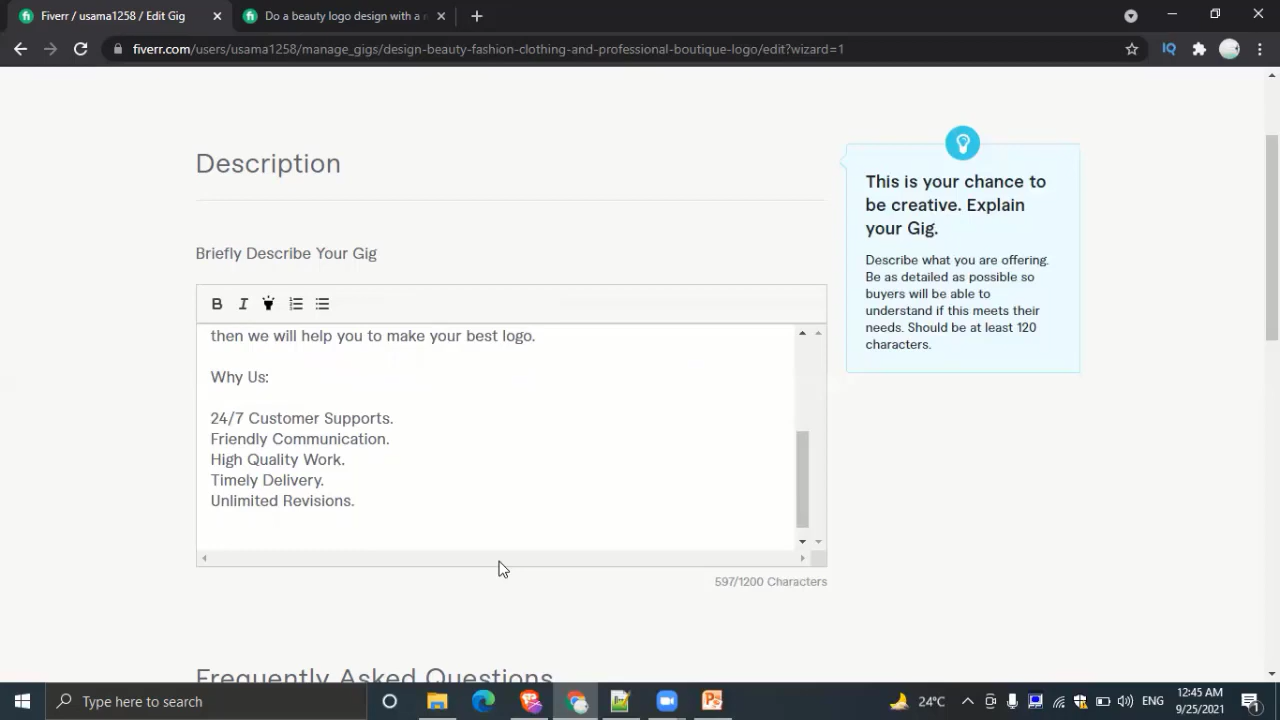 Fiverr / usama1258 / Edit Gig
Do a beauty logo design with a
fiverr.com/users/usama1258/manage_gigs/design-beauty-fashion-clothing-and-professional-boutique-logo/edit?wizard=1
IQ
Description
Briefly Describe Your Gig
B I
then we will help you to make your best logo.
Why Us:
24/7 Customer Supports.
Friendly Communication.
High Quality Work.
Timely Delivery.
Unlimited Revisions.
597/1200 Characters
This is your chance to
be creative. Explain
your Gig.
Describe what you are offering.
Be as detailed as possible so
buyers will be able to
understand if this meets their
needs. Should be at least 120
characters.
Frequently Asked Questions
Type here to search
24°C
ENG
12:45 AM
9/25/2021